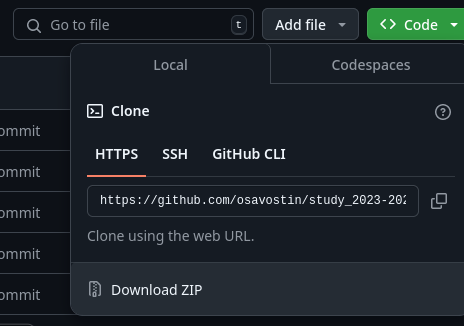 Go to file t Add file Code
Local Codespaces
Clone
ommit
HTTPS SSH GitHub CLI
ommit
https://github.com/osavostin/study_2023-202
ommit
Clone using the web URL.
ommit
Download ZIP
ommit